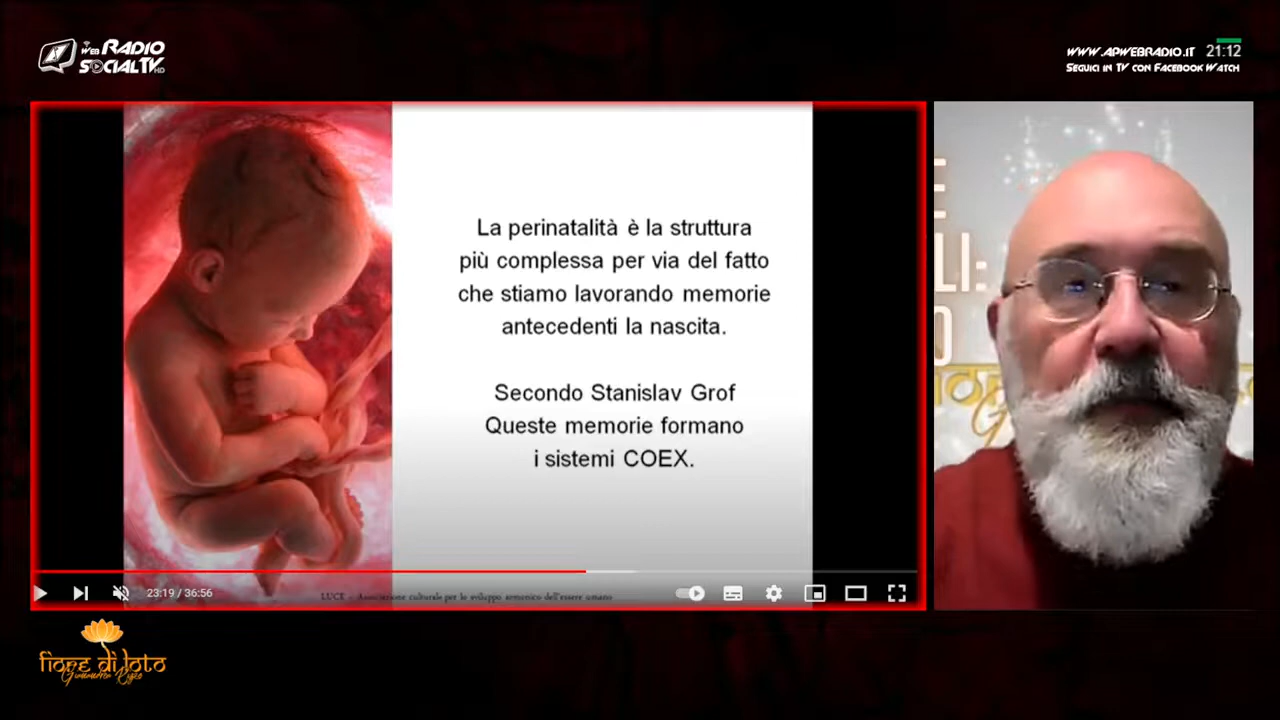 WEB RADIO
SOCIALTV HD
www.APWEBRADIO.IT 21:12
Seguici in TV con Facebook Watch
La perinatalità è la struttura
più complessa per via del fatto
che stiamo lavorando memorie
antecedenti la nascita.
Secondo Stanislav Grof
Queste memorie formano
i sistemi COEX.
E
LI:
O
23:19 / 36:56
LUCE - Associazione culturale per lo sviluppo armonico dell'essere umano
fiore di loto